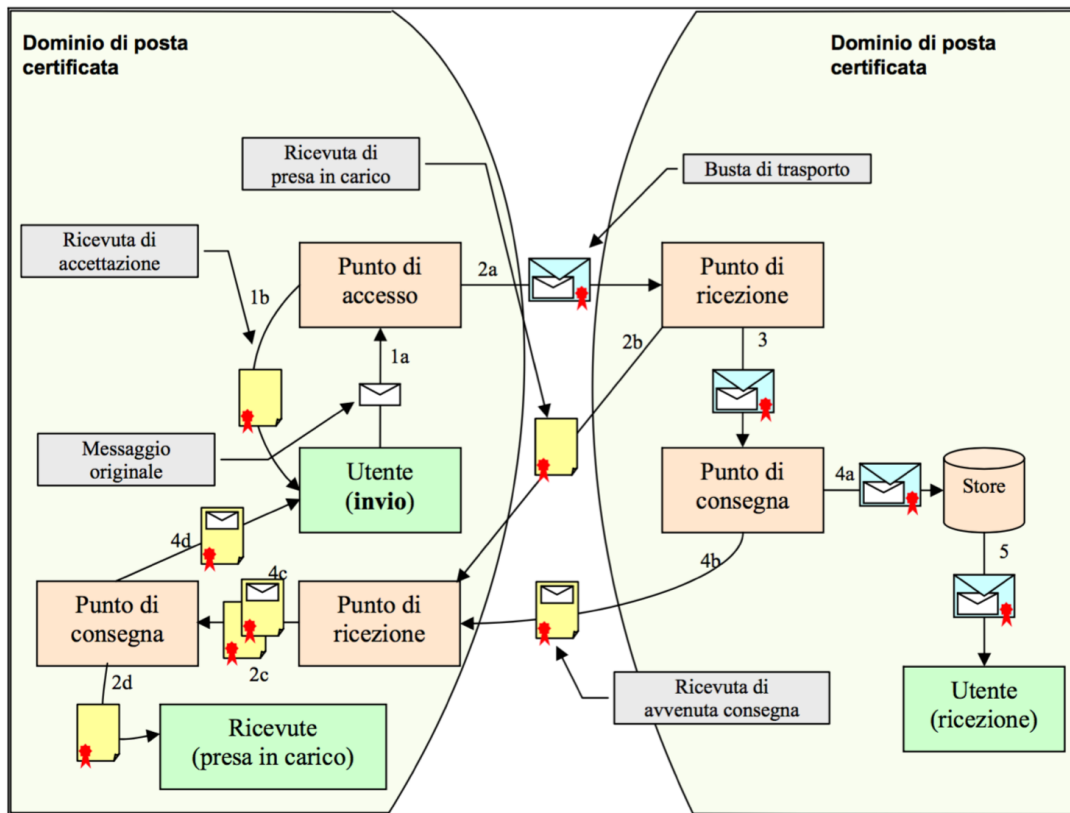 Dominio di posta
certificata
Dominio di posta
certificata
Ricevuta di
presa in carico
Busta di trasporto
Ricevuta di
accettazione
Punto di
accesso
2a
Punto di
ricezione
1b
1a
2b
3
Messaggio
originale
Utente
(invio)
Punto di
consegna
4a
Store
4d
4c
4b
5
Punto di
consegna
Punto di
ricezione
2c
2d
Ricevuta di
avvenuta consegna
Utente
(ricezione)
Ricevute
(presa in carico)